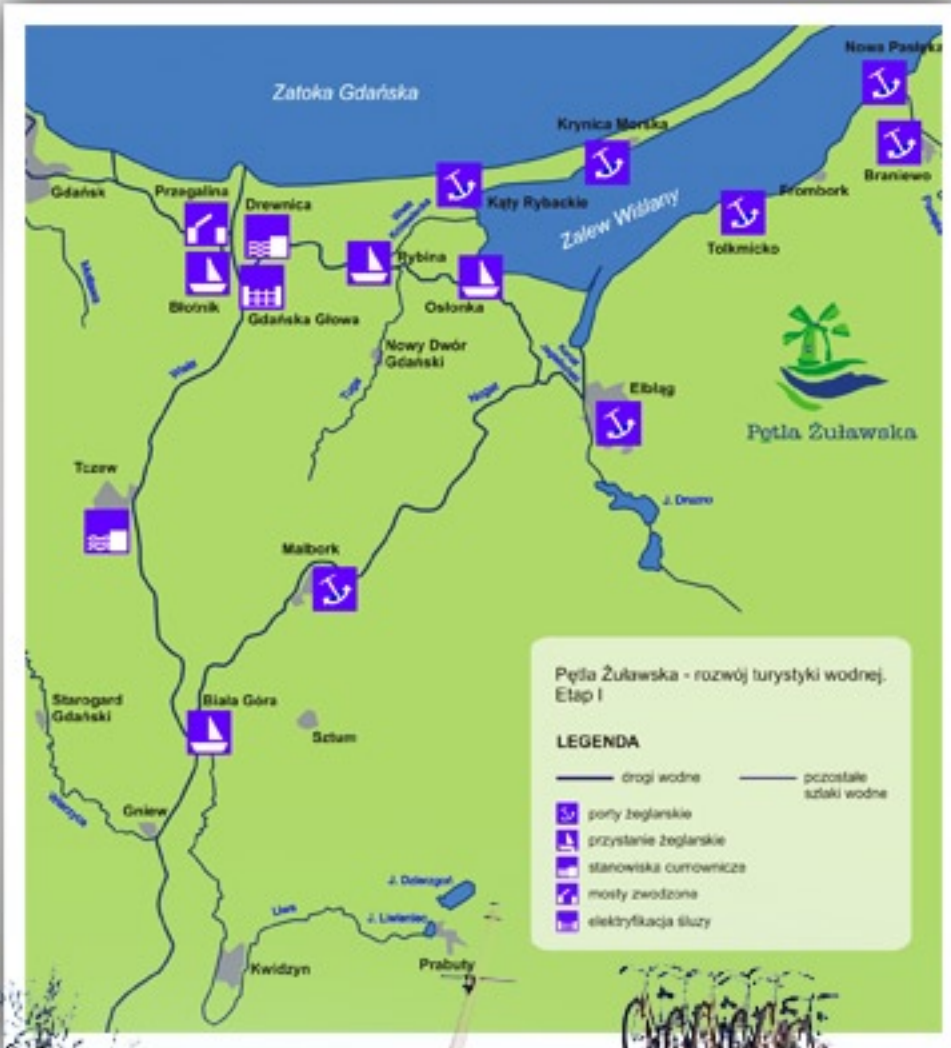 Zatoka Gdańska
Nowa Pasłęka
Krynica Morska
Gdańsk
Przegalina
Drewnica
Kąty Rybackie
Zalew Wiślany
Frombork
Braniewo
Tolkmicko
Rybina
Osłonka
Błotnik
Gdańska Głowa
Nowy Dwór
Gdański
Wisła
Tuga
Nogat
Elbląg
Pętla Żuławska
Tczew
J. Druzno
Malbork
Starogard
Gdański
Biała Góra
Sztum
Wierzyca
Gniew
Liwa
J. Dzierzgoń
J. Liwieniec
Kwidzyn
Prabuty
Pętla Żuławska - rozwój turystyki wodnej.
Etap I
LEGENDA
drogi wodne
pczostałe
szlaki wodne
porty żeglarskie
przystanie żeglarskie
stanowiska cumownicze
mosty zwodzone
elektryfikacja śluzy